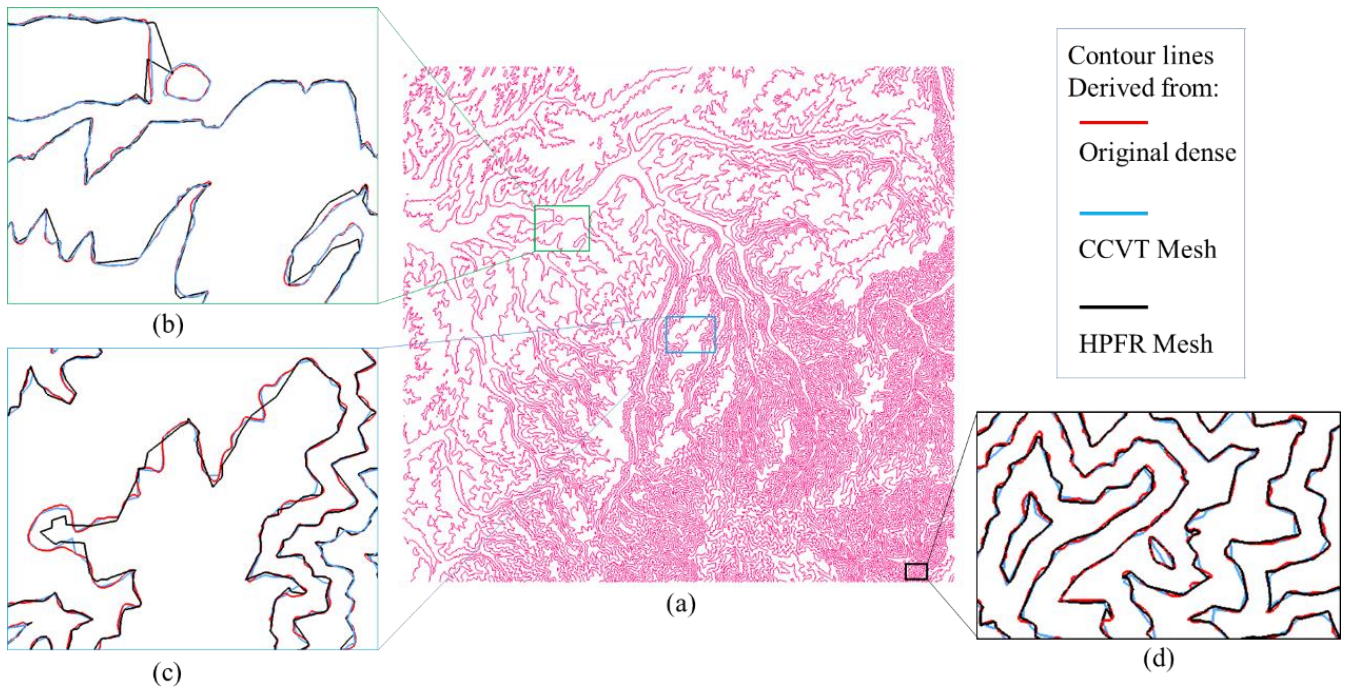 Contour lines
Derived from:
Original dense
CCVT Mesh
HPFR Mesh
(b)
(a)
(c)
(d)